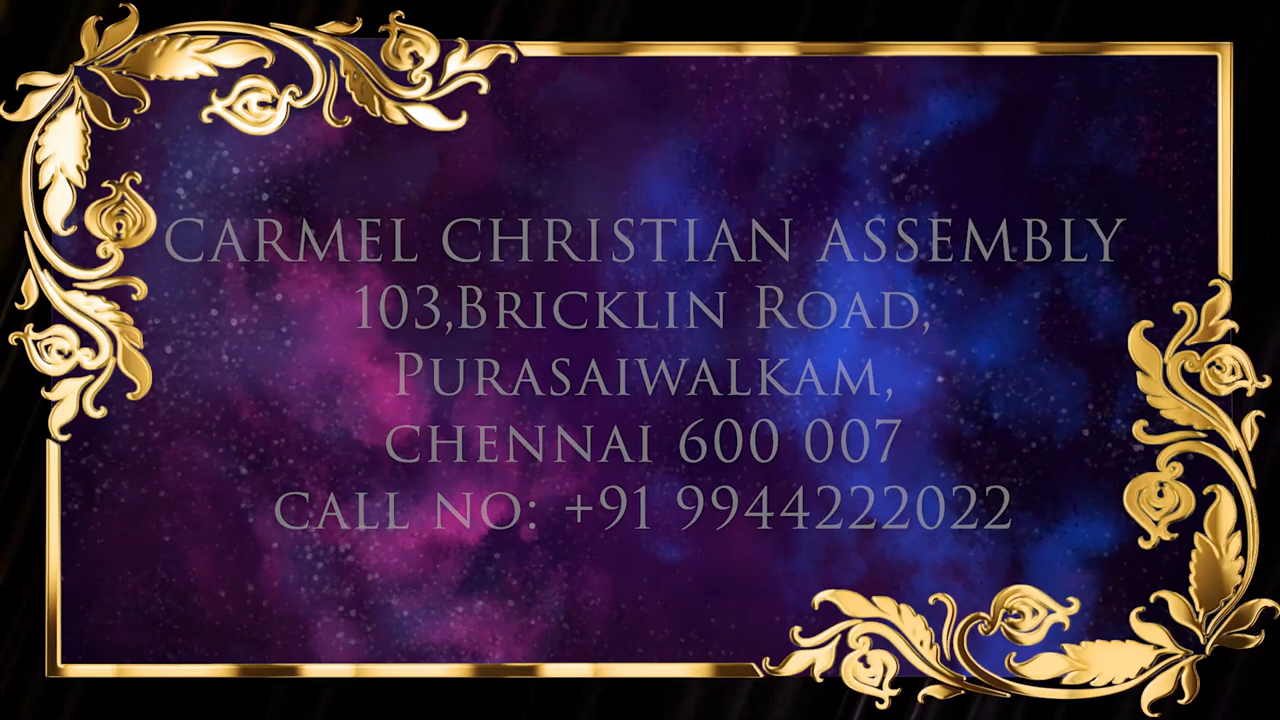 CARMEL CHRISTIAN ASSEMBLY
103,Bricklin Road,
Purasaiwalkam,
chennai 600 007
call no: +91 9944222022